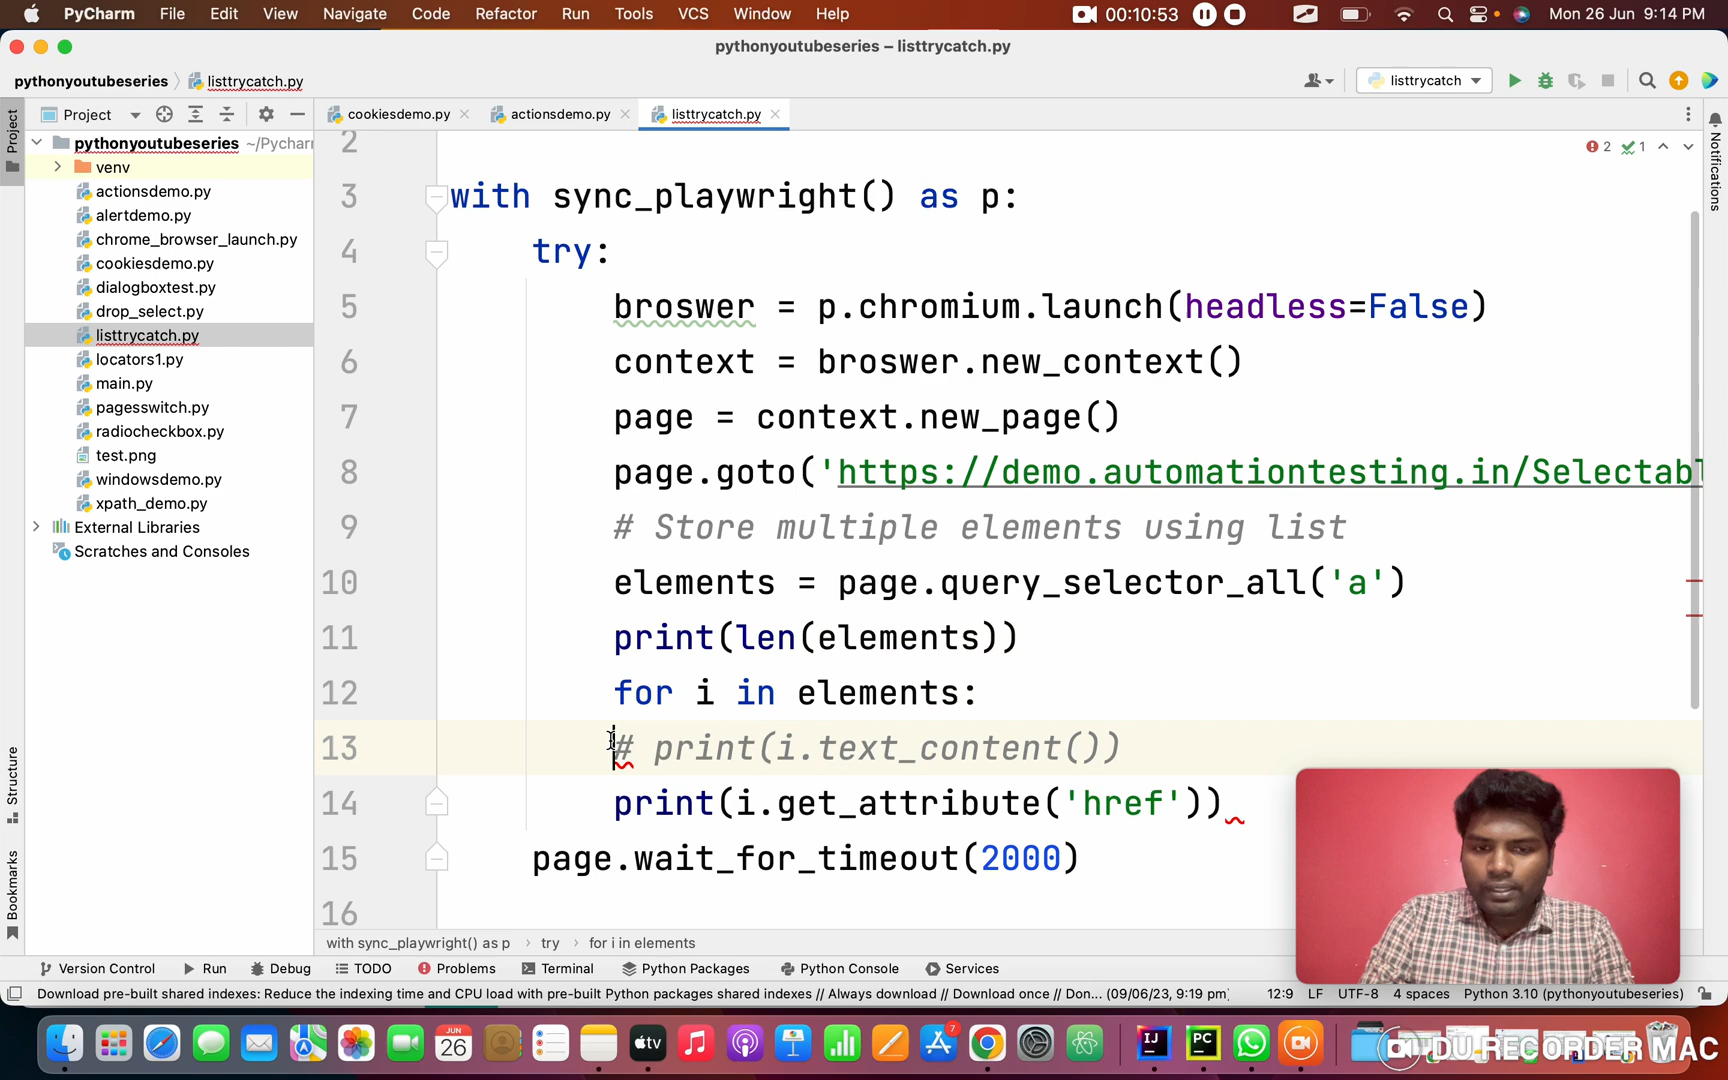 PyCharm File Edit View Navigate Code Refactor Run Tools VCS Window Help 00:10:53 Mon 26 Jun 9:14 PM
pythonyoutubeseries – listtrycatch.py
pythonyoutubeseries listtrycatch.py listtrycatch
Project cookiesdemo.py actionsdemo.py listtrycatch.py
Project
Notifications
Structure
Bookmarks
pythonyoutubeseries ~/Pycharm
venv
actionsdemo.py
alertdemo.py
chrome_browser_launch.py
cookiesdemo.py
dialogboxtest.py
drop_select.py
listtrycatch.py
locators1.py
main.py
pagesswitch.py
radiocheckbox.py
test.png
windowsdemo.py
xpath_demo.py
External Libraries
Scratches and Consoles
2 1
2
3 with sync_playwright() as p:
4 try:
5 broswer = p.chromium.launch(headless=False)
6 context = broswer.new_context()
7 page = context.new_page()
8 page.goto('https://demo.automationtesting.in/Selectabl
9 # Store multiple elements using list
10 elements = page.query_selector_all('a')
11 print(len(elements))
12 for i in elements:
13 # print(i.text_content())
14 print(i.get_attribute('href'))
15 page.wait_for_timeout(2000)
16
with sync_playwright() as p › try › for i in elements
Version Control Run Debug TODO Problems Terminal Python Packages Python Console Services
Download pre-built shared indexes: Reduce the indexing time and CPU load with pre-built Python packages shared indexes // Always download // Download once // Don... (09/06/23, 9:19 pm) 12:9 LF UTF-8 4 spaces Python 3.10 (pythonyoutubeseries)
JUN
26
tv
7
IJ
PC
DU RECORDER MAC